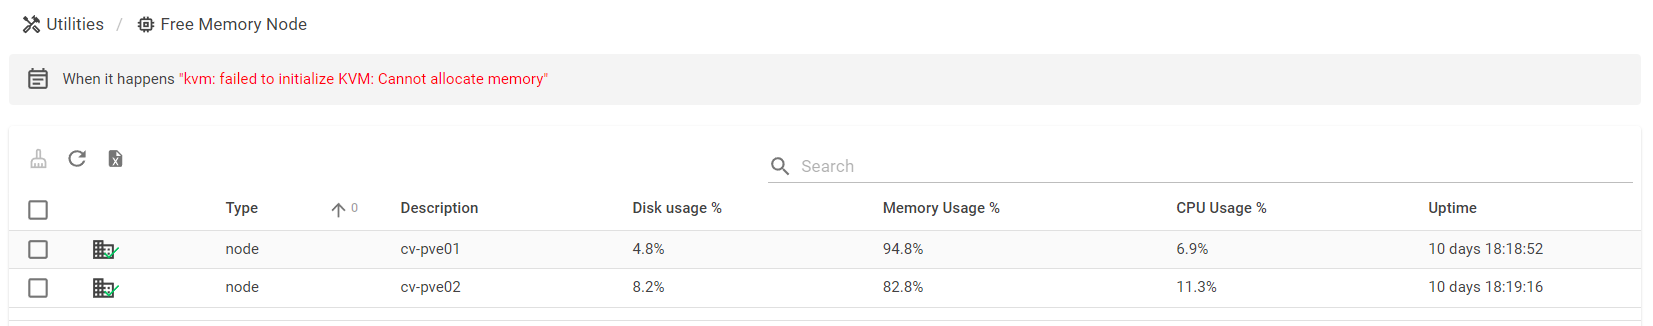 Utilities / Free Memory Node
When it happens "kvm: failed to initialize KVM: Cannot allocate memory"
Search
Type 0 Description Disk usage % Memory Usage % CPU Usage % Uptime
node cv-pve01 4.8% 94.8% 6.9% 10 days 18:18:52
node cv-pve02 8.2% 82.8% 11.3% 10 days 18:19:16